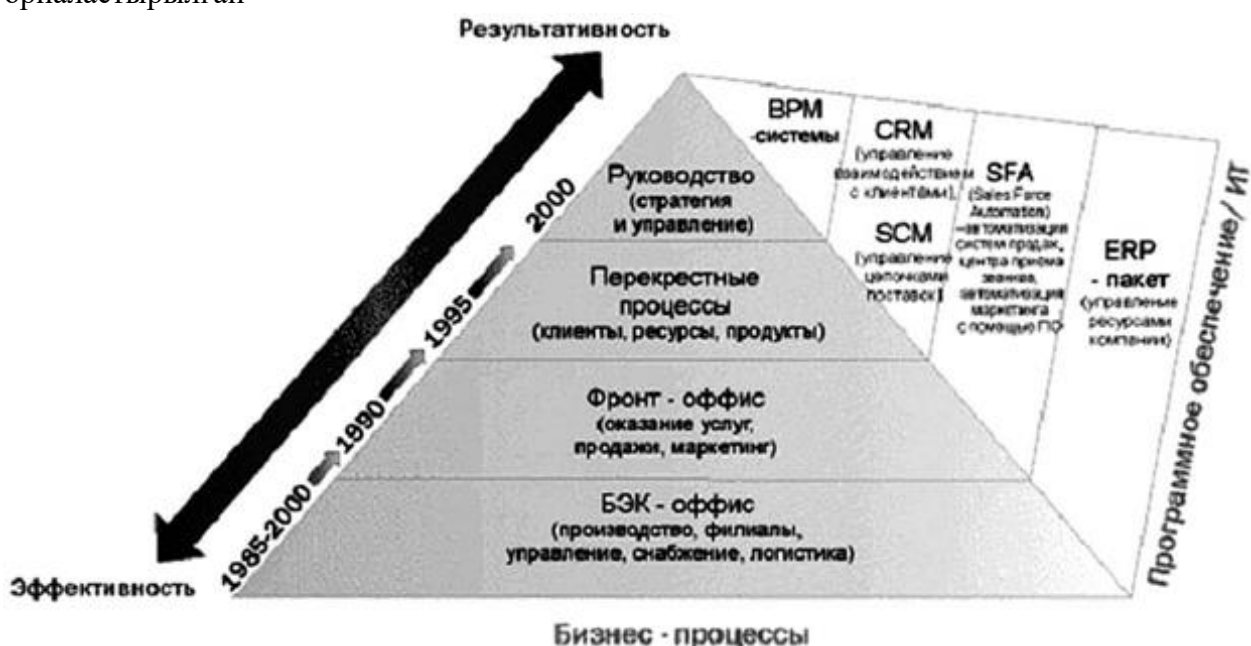 орналастырылған
Результативность
Эффективность
1985-2000
1990
1995
2000
Руководство
(стратегия
и управление)
Перекрестные
процессы
(клиенты, ресурсы, продукты)
Фронт - оффис
(оказание услуг,
продажи, маркетинг)
БЭК - оффис
(производство, филиалы,
управление, снабжение, логистика)
BPM
-системы
CRM
(управление
взаимодействием
с клиентами),
SCM
(управление
цепочками
поставок)
SFA
(Sales Farce
Automation)
–автоматизация
систем продаж,
центра приема
звонков,
автоматизация
маркетинга
с помощью ПО
ERP
- пакет
(управление
ресурсами
компании)
Программное обеспечение/ ИТ
Бизнес - процессы